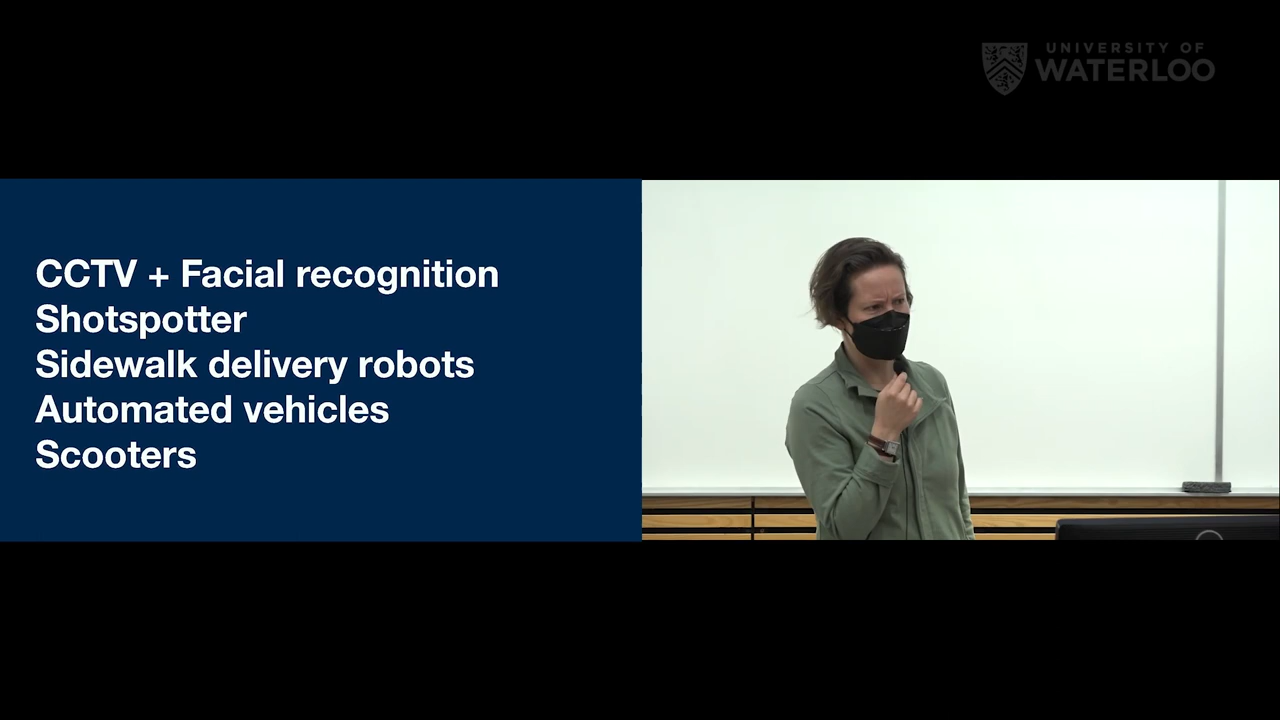 UNIVERSITY OF
WATERLOO
CCTV + Facial recognition
Shotspotter
Sidewalk delivery robots
Automated vehicles
Scooters